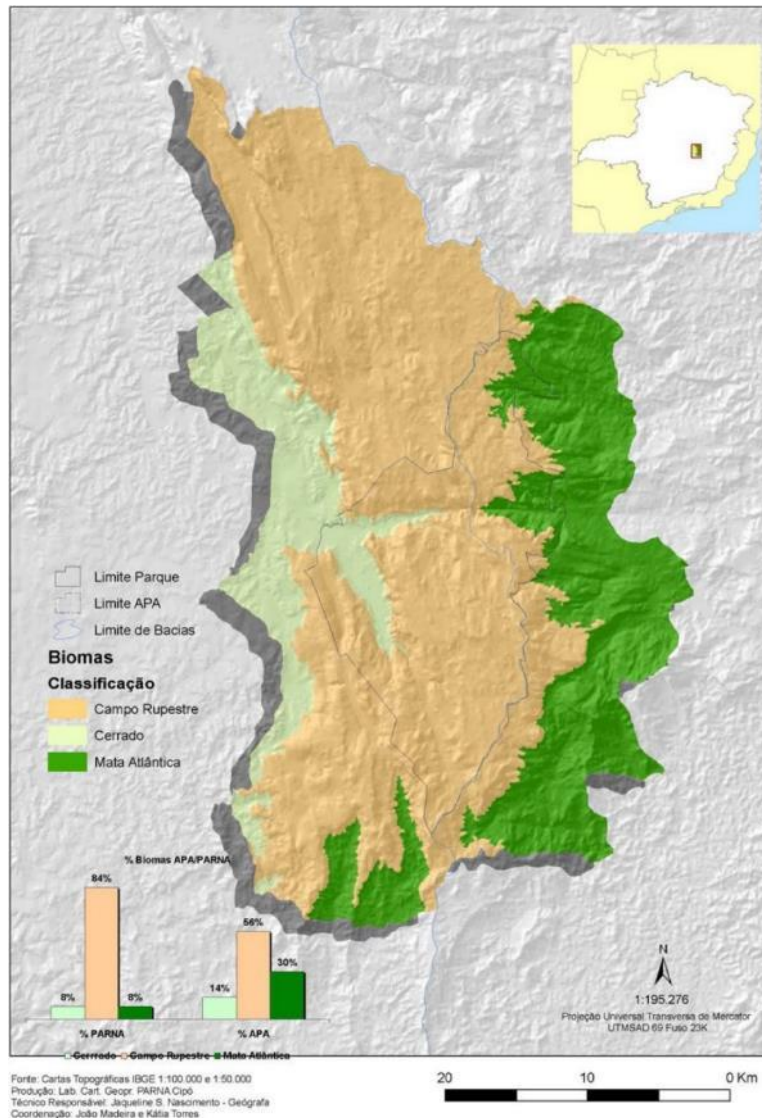 Limite Parque
Limite APA
Limite de Bacias
Biomas
Classificação
Campo Rupestre
Cerrado
Mata Atlântica
% Biomas APA/PARNA
84%
56%
30%
14%
8%
8%
% PARNA
% APA
Cerrrado Campo Rupestre Mata Atlântica
N
1:195.276
Projeção Universal Transversa de Mercator
UTMSAD 69 Fuso 23K
Fonte: Cartas Topográficas IBGE 1:100.000 e 1:50.000
Produção: Lab. Cart. Geopr. PARNA Cipó
Técnico Responsável: Jaqueline S. Nascimento - Geógrafa
Coordenação: João Madeira e Kátia Torres
20 10 0 Km